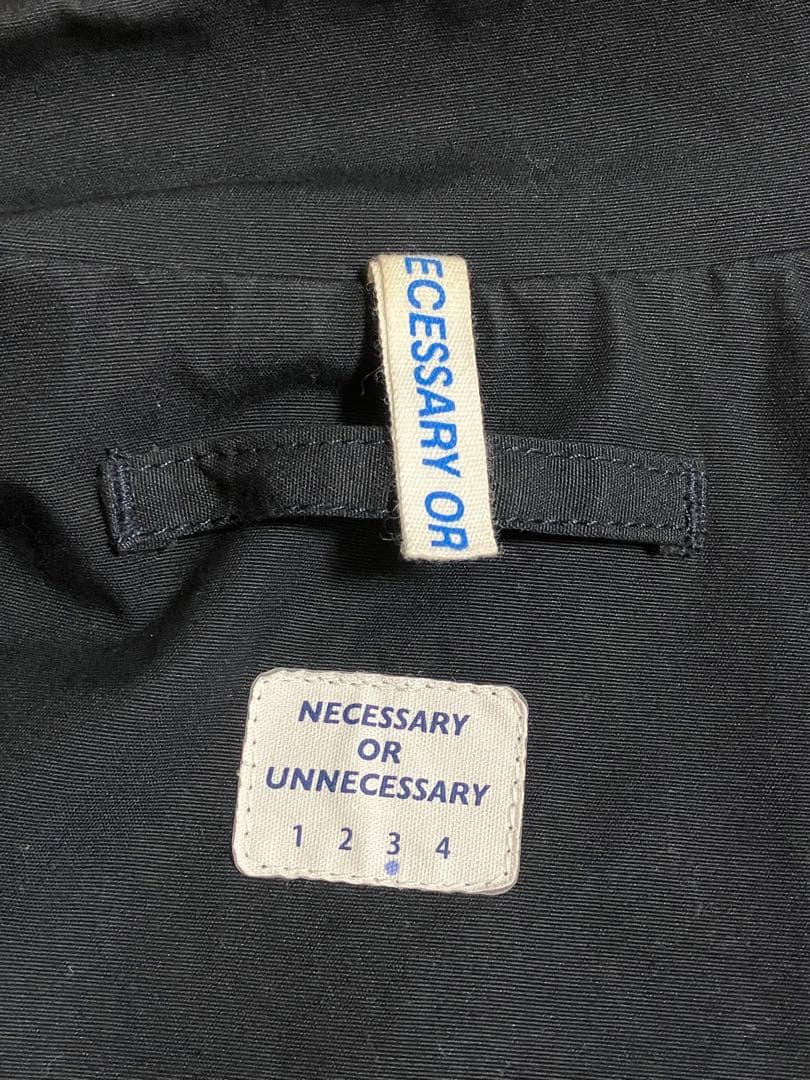 ECESSARY OR
NECESSARY
OR
UNNECESSARY
1 2 3 4